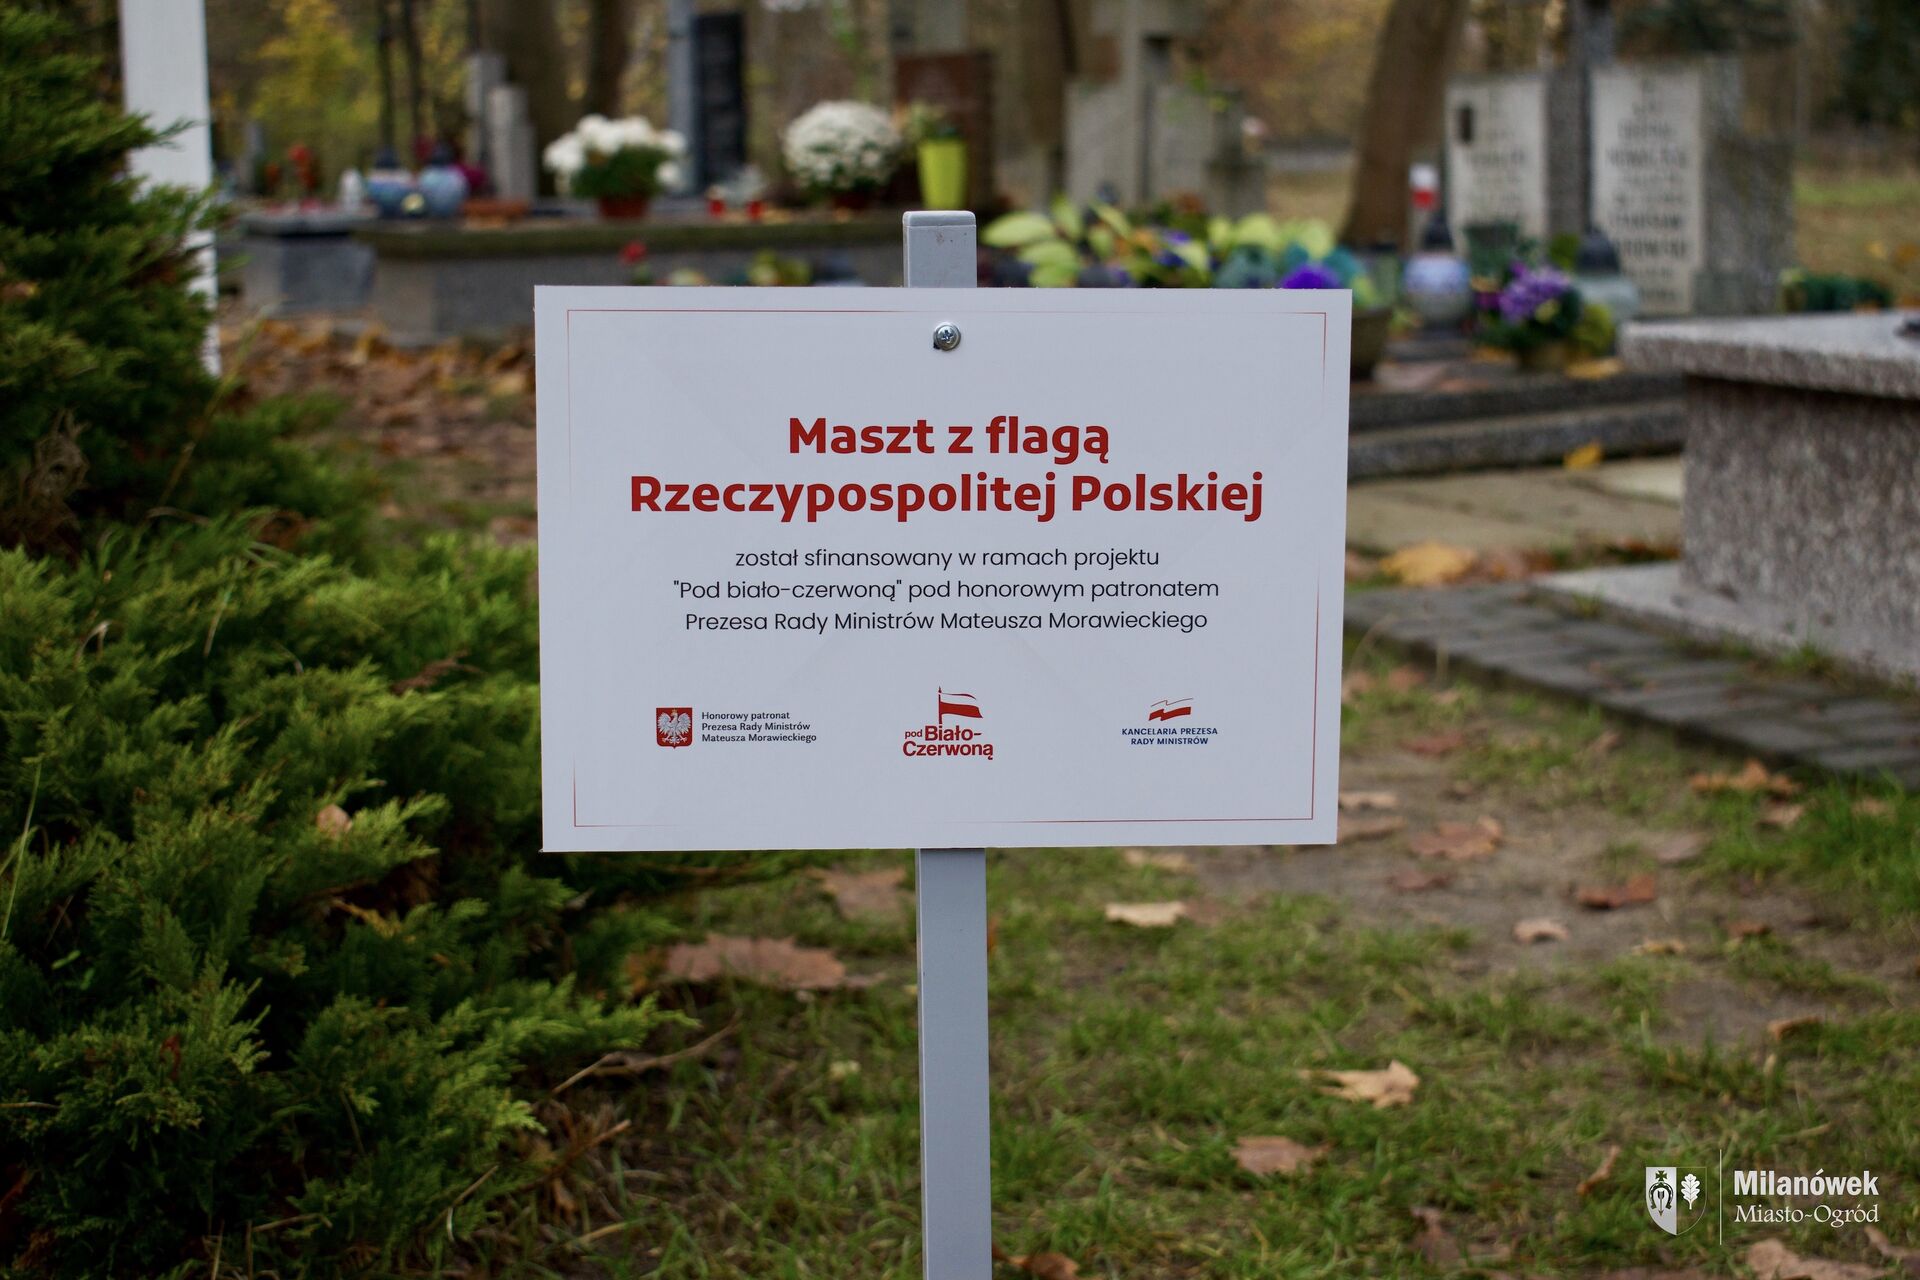 Maszt z flagą
Rzeczypospolitej Polskiej
został sfinansowany w ramach projektu
"Pod biało-czerwoną" pod honorowym patronatem
Prezesa Rady Ministrów Mateusza Morawieckiego
Honorowy patronat
Prezesa Rady Ministrów
Mateusza Morawieckiego
pod Biało-
Czerwoną
KANCELARIA PREZESA
RADY MINISTRÓW
Milanówek
Miasto-Ogród